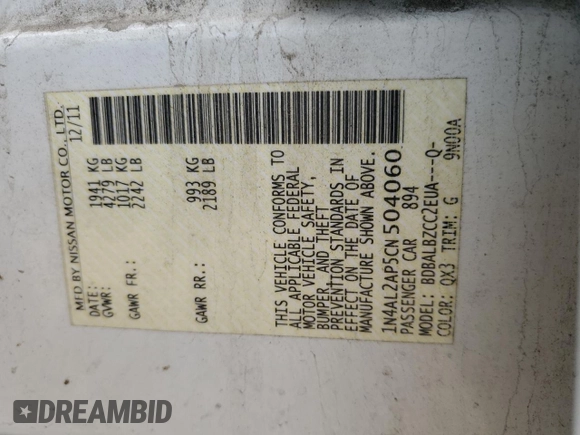 MFD BY NISSAN MOTOR CO., LTD.
DATE: 12/11
GVWR: 1941 KG
4279 LB
GAWR FR: 1017 KG
2242 LB
GAWR RR: 993 KG
2189 LB
THIS VEHICLE CONFORMS TO
ALL APPLICABLE FEDERAL
MOTOR VEHICLE SAFETY,
BUMPER, AND THEFT
PREVENTION STANDARDS IN
EFFECT ON THE DATE OF
MANUFACTURE SHOWN ABOVE.
1N4AL2AP5CN504060
PASSENGER CAR 894
MODEL: BDBALBZCC2EUA---Q-
COLOR: QX3 TRIM: G 9N00A
DREAMBID